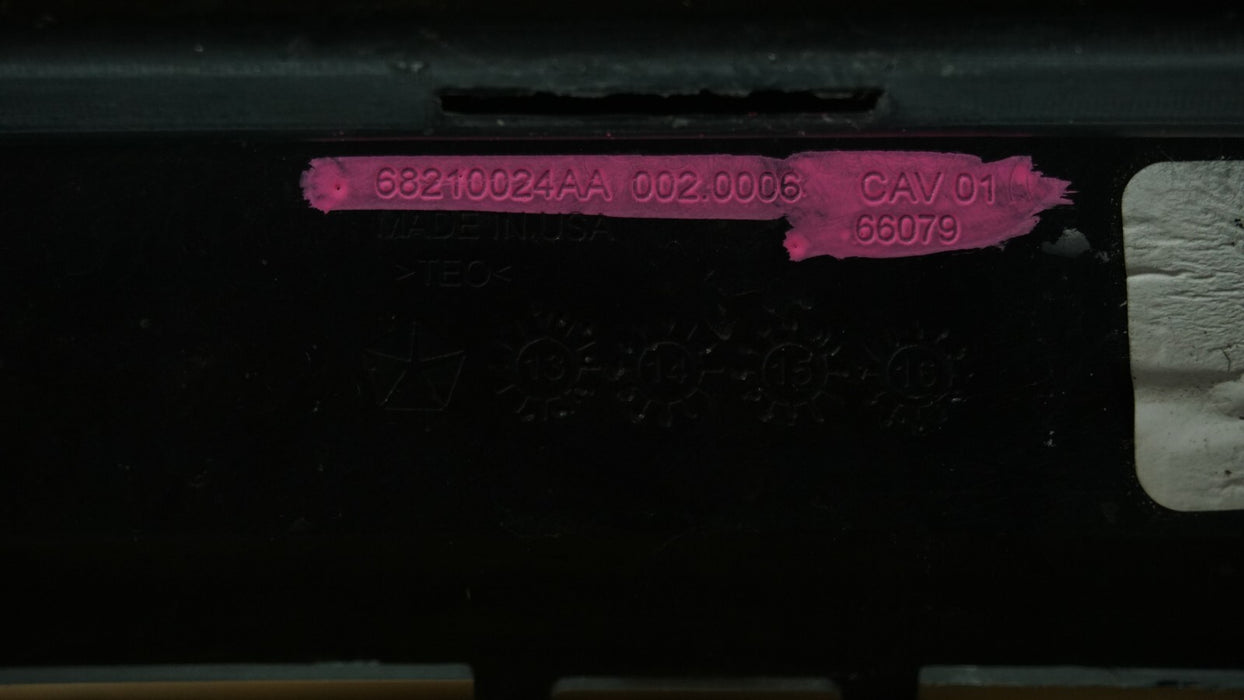 68210024AA 002.0006 CAV.01
66079
MADE IN USA
>TEO<
13 14 15 16